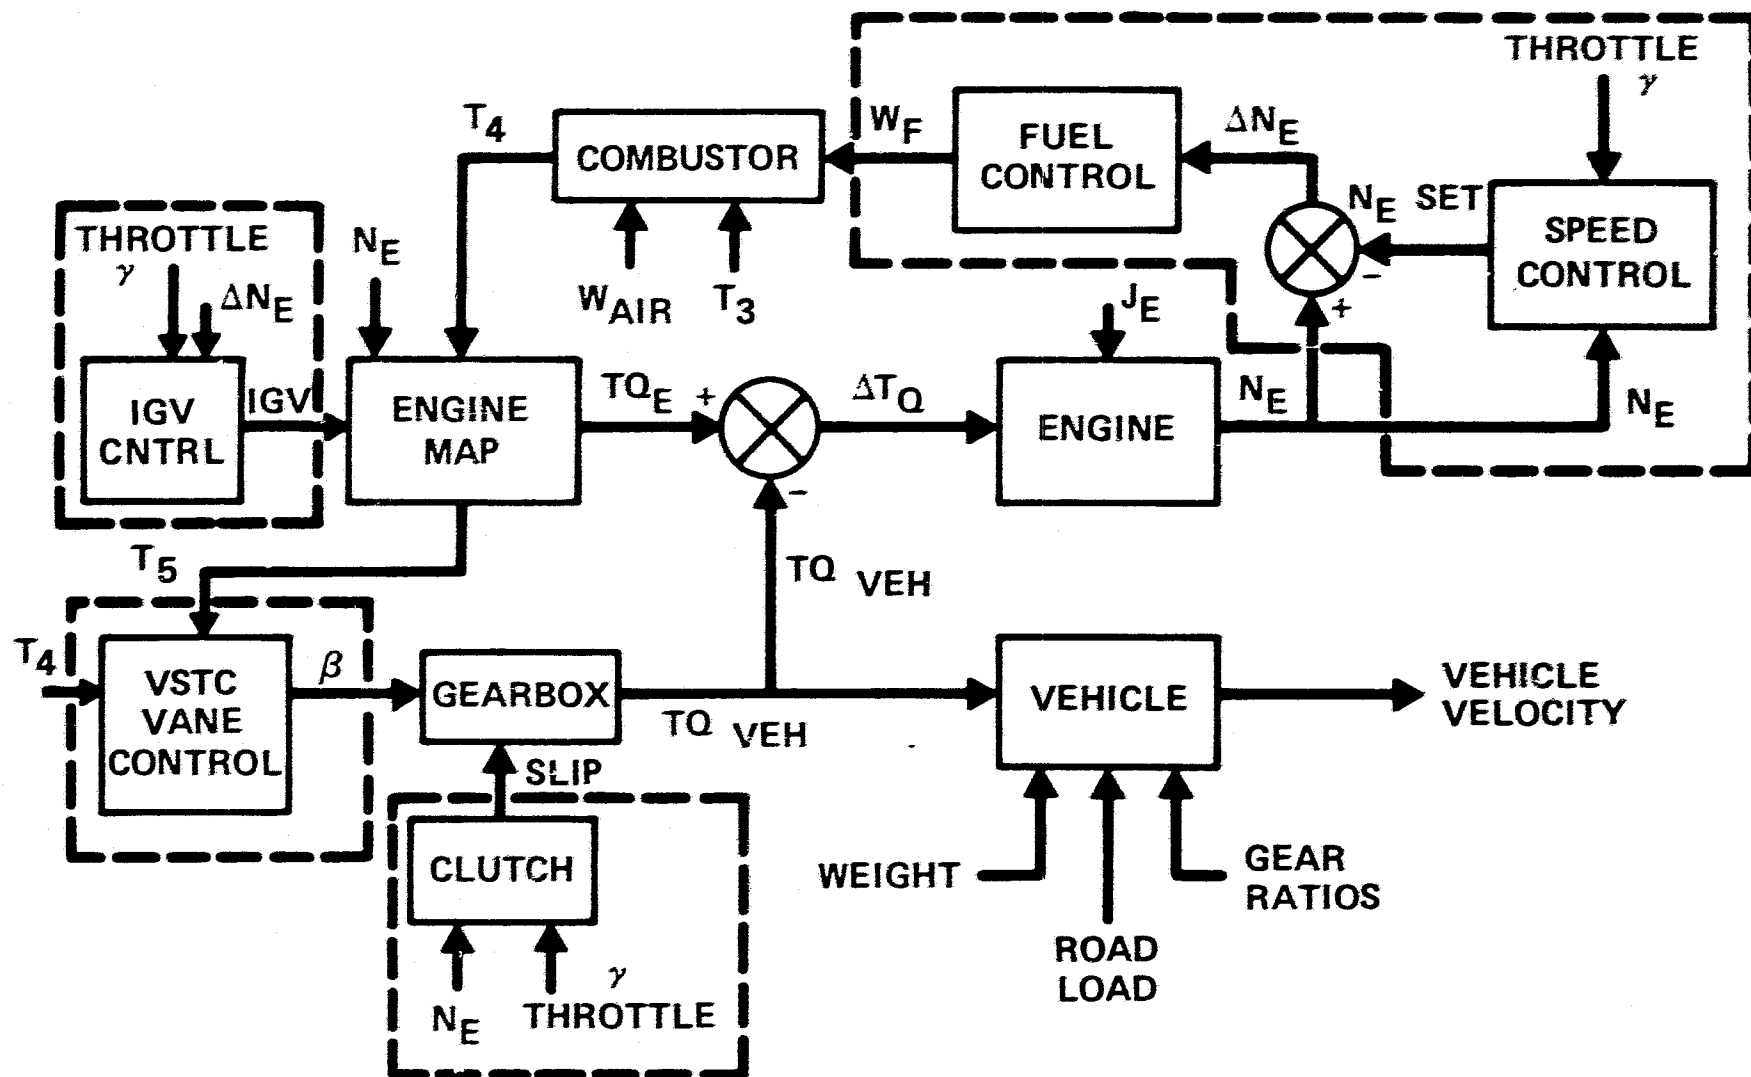 THROTTLE
γ
T4
COMBUSTOR
WF
FUEL
CONTROL
ΔNE
NE SET
SPEED
CONTROL
-
+
THROTTLE
γ
ΔNE
NE
WAIR
T3
JE
IGV
CNTRL
IGV
ENGINE
MAP
TQE
+
-
ΔTQ
ENGINE
NE
NE
T5
TQ VEH
T4
VSTC
VANE
CONTROL
β
GEARBOX
TQ VEH
VEHICLE
VEHICLE
VELOCITY
SLIP
CLUTCH
WEIGHT
GEAR
RATIOS
ROAD
LOAD
NE
γ
THROTTLE